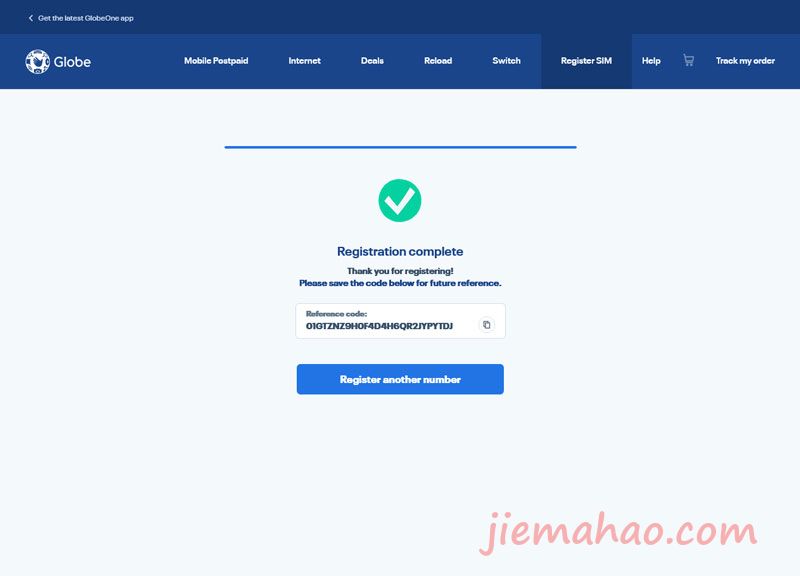 Get the latest GlobeOne app
Globe
Mobile Postpaid Internet Deals Reload Switch Register SIM Help Track my order
Registration complete
Thank you for registering!
Please save the code below for future reference.
Reference code:
01GTZNZ9H0F4D4H6QR2JYPYTDJ
Register another number
jiemahao.com